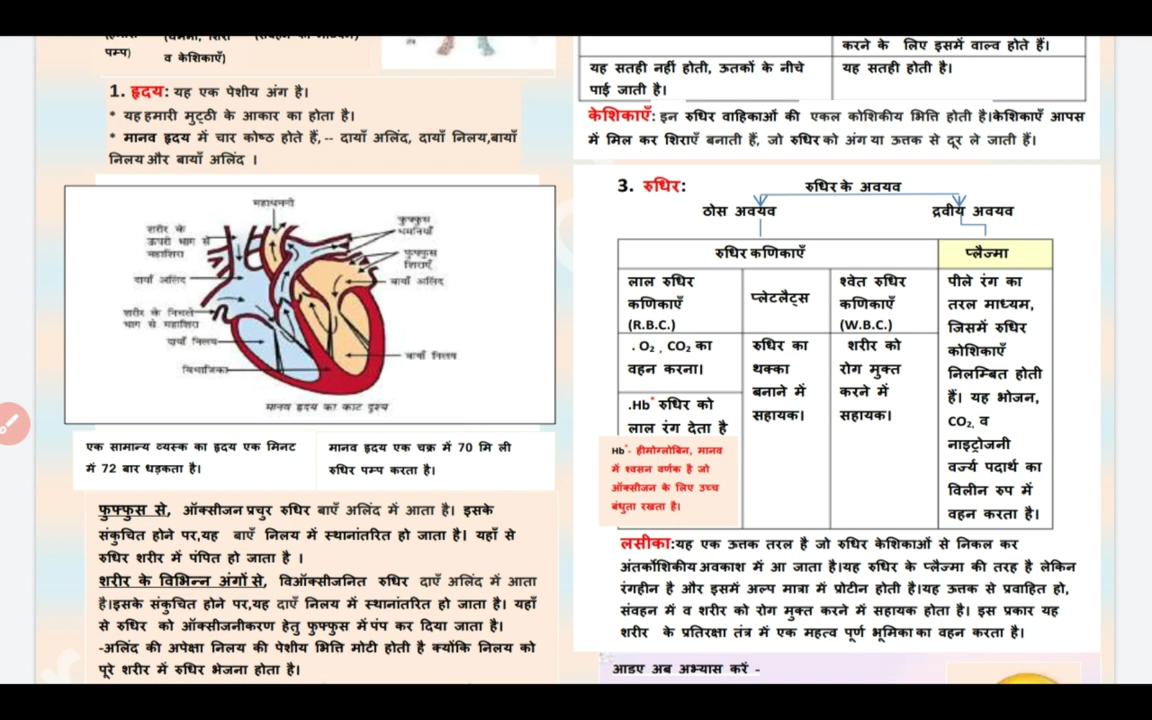 पम्प)
व केशिकाएँ)
1. हृदय: यह एक पेशीय अंग है।
* यह हमारी मुट्ठी के आकार का होता है।
* मानव हृदय में चार कोष्ठ होते हैं,-- दायाँ अलिंद, दायाँ निलय,बायाँ
निलय और बायाँ अलिंद ।
महाधमनी
शरीर के
ऊपरी भाग से
महाशिरा
दायाँ अलिंद
शरीर के निचले
भाग से महाशिरा
दायाँ निलय
विभाजिका
फुफ्फुस
धमनियाँ
फुफ्फुस
शिराएँ
बायाँ अलिंद
बायाँ निलय
मानव हृदय का काट दृश्य
एक सामान्य व्यस्क का हृदय एक मिनट
में 72 बार धड़कता है।
मानव हृदय एक चक्र में 70 मि ली
रुधिर पम्प करता है।
फुफ्फुस से, ऑक्सीजन प्रचुर रुधिर बाएँ अलिंद में आता है। इसके
संकुचित होने पर,यह बाएँ निलय में स्थानांतरित हो जाता है। यहाँ से
रुधिर शरीर में पंपित हो जाता है ।
शरीर के विभिन्न अंगों से, विऑक्सीजनित रुधिर दाएँ अलिंद में आता
है।इसके संकुचित होने पर,यह दाएँ निलय में स्थानांतरित हो जाता है। यहाँ
से रुधिर को ऑक्सीजनीकरण हेतु फुफ्फुस में पंप कर दिया जाता है।
-अलिंद की अपेक्षा निलय की पेशीय भित्ति मोटी होती है क्योंकि निलय को
पूरे शरीर में रुधिर भेजना होता है।
करने के लिए इसमें वाल्व होते हैं।
यह सतही नहीं होती, ऊतकों के नीचे
पाई जाती है।
यह सतही होती है।
केशिकाएँ: इन रुधिर वाहिकाओं की एकल कोशिकीय भित्ति होती है।केशिकाएँ आपस
में मिल कर शिराएँ बनाती हैं, जो रुधिर को अंग या ऊत्तक से दूर ले जाती हैं।
3. रुधिर:
रुधिर के अवयव
ठोस अवयव
द्रवीय अवयव
रुधिर कणिकाएँ
प्लैज्मा
लाल रुधिर
कणिकाएँ
(R.B.C.)
प्लेटलैट्स
श्वेत रुधिर
कणिकाएँ
(W.B.C.)
. O₂ , CO₂ का
वहन करना।
.Hb* रुधिर को
लाल रंग देता है
Hb*- हीमोग्लोबिन, मानव
में श्वसन वर्णक है जो
ऑक्सीजन के लिए उच्च
बंधुता रखता है।
रुधिर का
थक्का
बनाने में
सहायक।
शरीर को
रोग मुक्त
करने में
सहायक।
पीले रंग का
तरल माध्यम,
जिसमें रुधिर
कोशिकाएँ
निलम्बित होती
हैं। यह भोजन,
CO₂, व
नाइट्रोजनी
वर्ज्य पदार्थ का
विलीन रुप में
वहन करता है।
लसीका:यह एक ऊत्तक तरल है जो रुधिर केशिकाओं से निकल कर
अंतर्कोशिकीय अवकाश में आ जाता है।यह रुधिर के प्लैज्मा की तरह है लेकिन
रंगहीन है और इसमें अल्प मात्रा में प्रोटीन होती है।यह ऊत्तक से प्रवाहित हो,
संवहन में व शरीर को रोग मुक्त करने में सहायक होता है। इस प्रकार यह
शरीर के प्रतिरक्षा तंत्र में एक महत्व पूर्ण भूमिका का वहन करता है।
आइए अब अभ्यास करें -